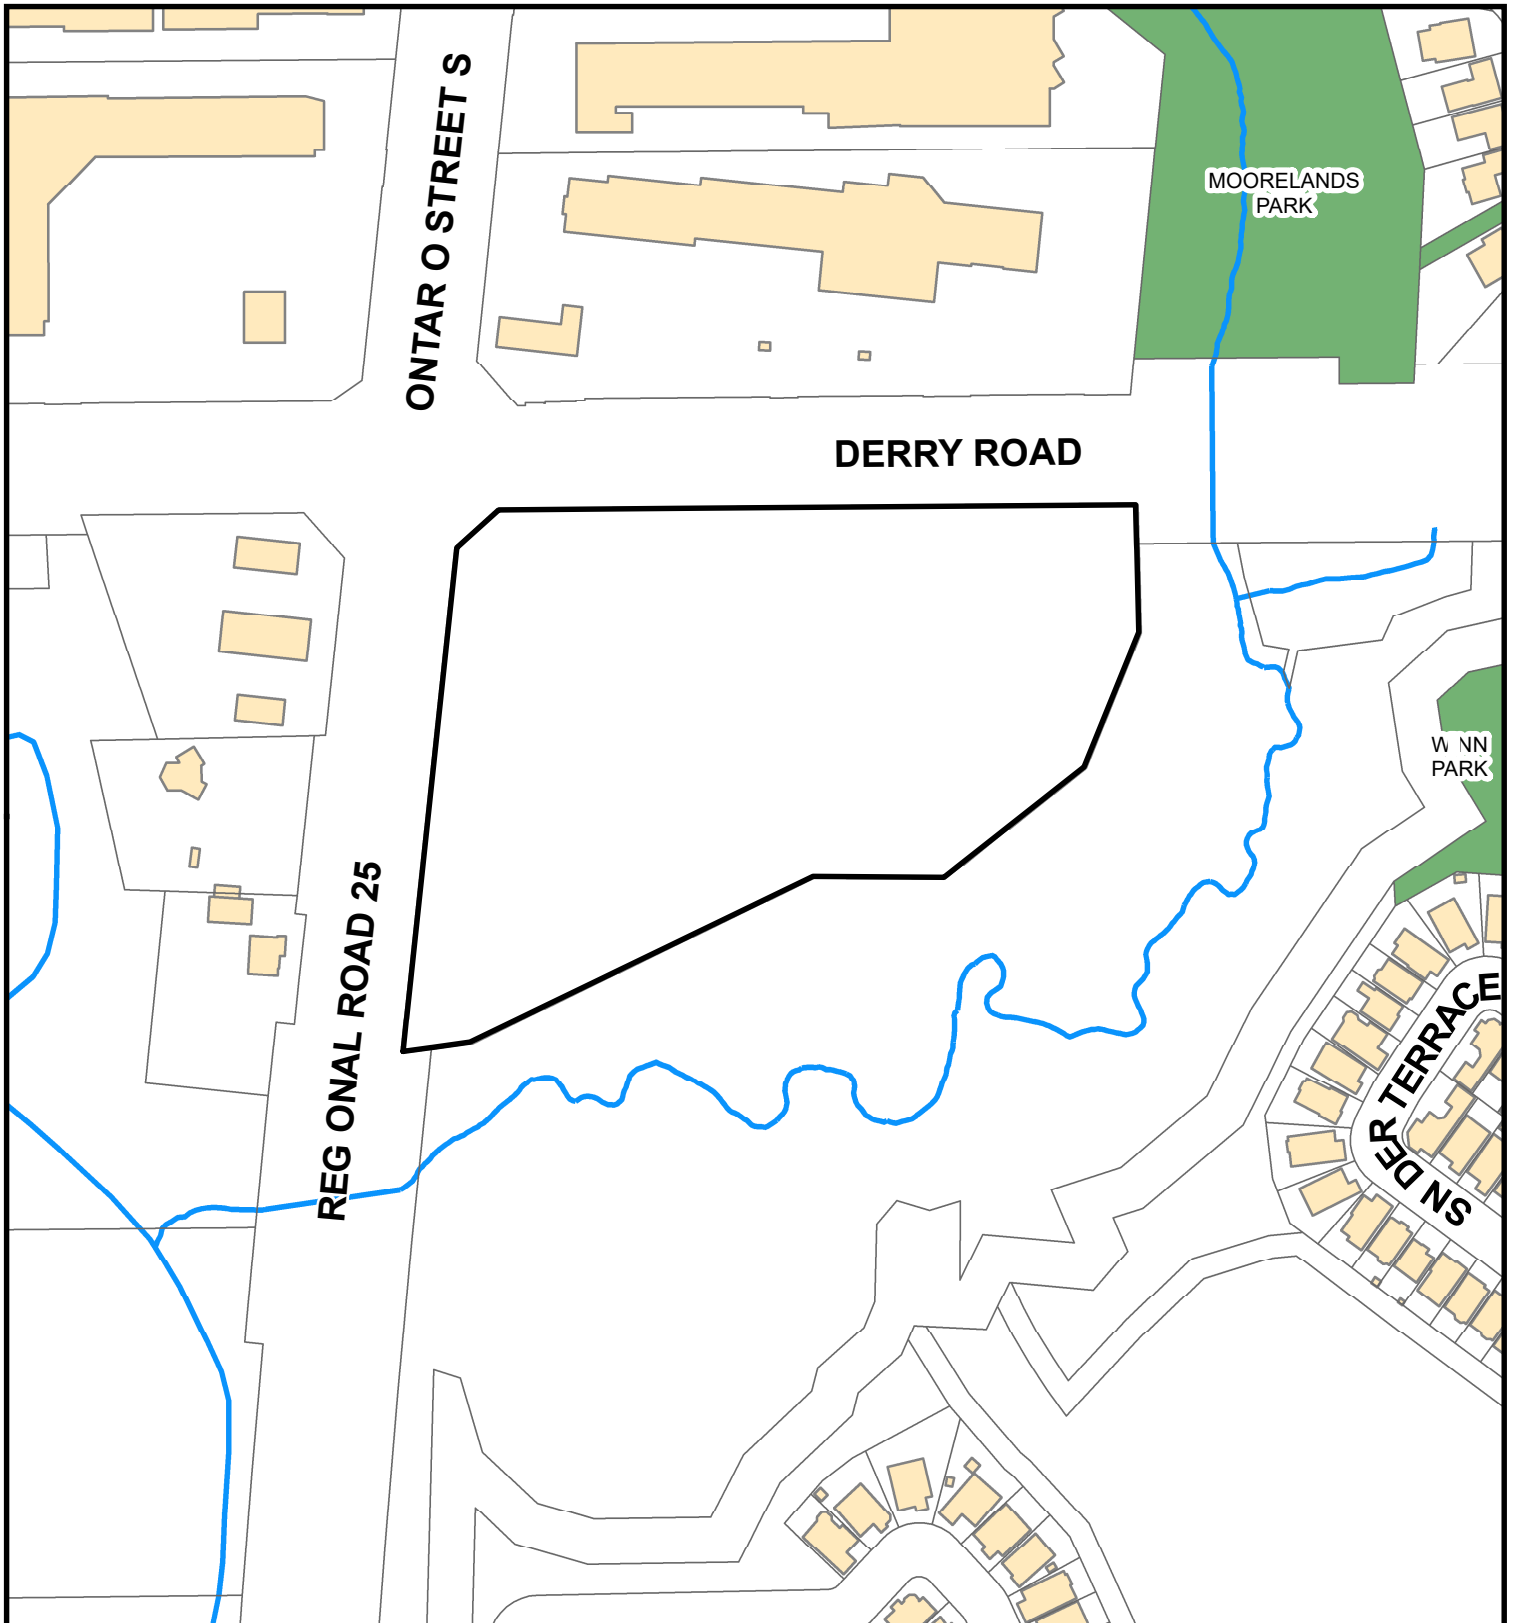 ONTAR O STREET S
MOORELANDS
PARK
DERRY ROAD
W NN
PARK
REG ONAL ROAD 25
SN DER TERRACE